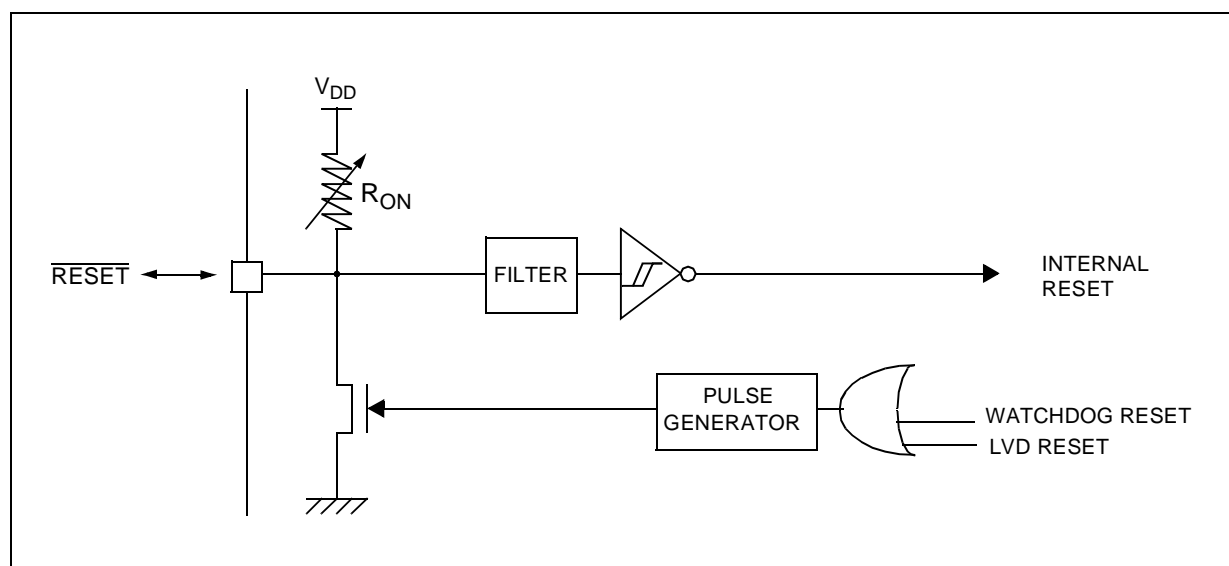 VDD
RON
RESET
FILTER
INTERNAL
RESET
PULSE
GENERATOR
WATCHDOG RESET
LVD RESET